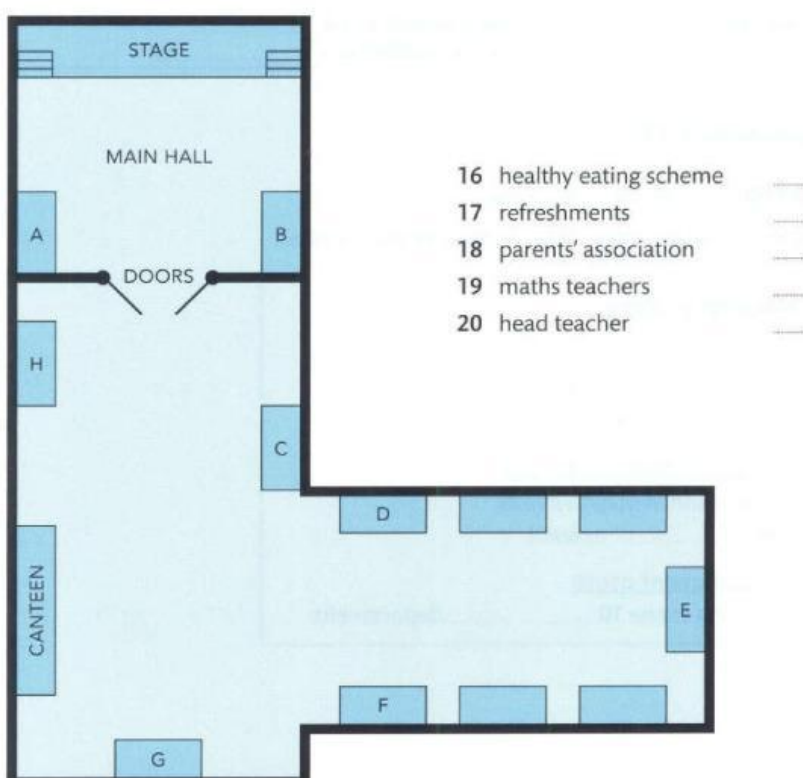 STAGE
MAIN HALL
A
B
DOORS
H
C
D
CANTEEN
E
F
G
16 healthy eating scheme
17 refreshments
18 parents' association
19 maths teachers
20 head teacher